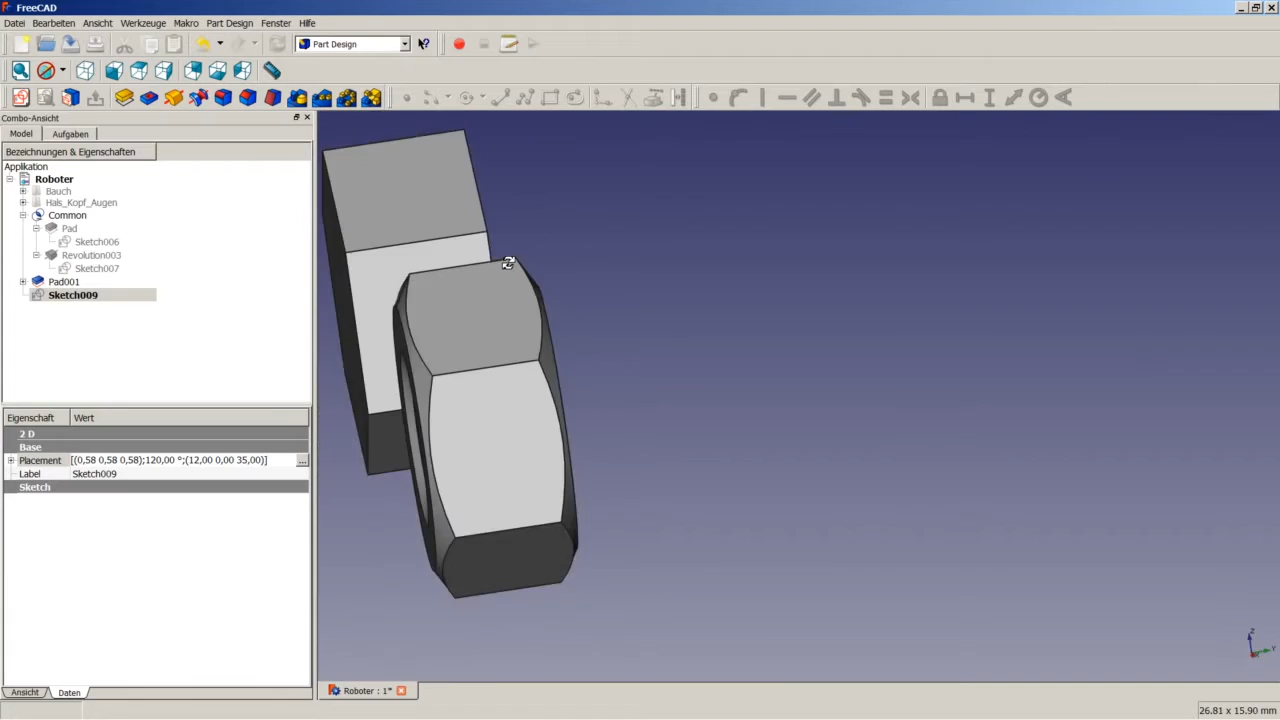 FreeCAD
Datei Bearbeiten Ansicht Werkzeuge Makro Part Design Fenster Hilfe
Part Design
Combo-Ansicht
Model Aufgaben
Bezeichnungen & Eigenschaften
Applikation
Roboter
Bauch
Hals_Kopf_Augen
Common
Pad
Sketch006
Revolution003
Sketch007
Pad001
Sketch009
Eigenschaft Wert
2 D
Base
Placement [(0,58 0,58 0,58);120,00 °;(12,00 0,00 35,00)] ...
Label Sketch009
Sketch
Ansicht Daten
Roboter : 1*
Z
Y
26.81 x 15.90 mm